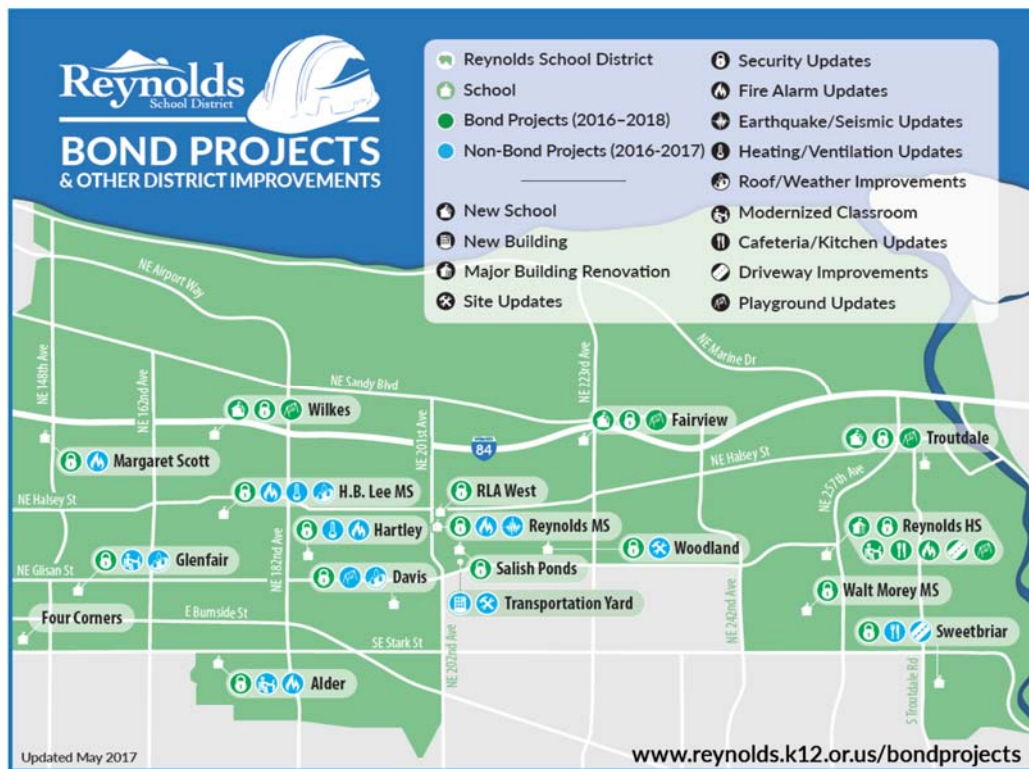 Reynolds
School District
BOND PROJECTS
& OTHER DISTRICT IMPROVEMENTS
Reynolds School District
School
Bond Projects (2016–2018)
Non-Bond Projects (2016-2017)
New School
New Building
Major Building Renovation
Site Updates
Security Updates
Fire Alarm Updates
Earthquake/Seismic Updates
Heating/Ventilation Updates
Roof/Weather Improvements
Modernized Classroom
Cafeteria/Kitchen Updates
Driveway Improvements
Playground Updates
NE Airport Way
NE Marine Dr
NE 148th Ave
NE 162nd Ave
NE Sandy Blvd
NE 223rd Ave
NE 201st Ave
Wilkes
Fairview
84
Troutdale
Margaret Scott
NE Halsey St
NE 257th Ave
NE Halsey St
H.B. Lee MS
RLA West
Hartley
Reynolds MS
Reynolds HS
Woodland
NE 182nd Ave
Glenfair
NE Glisan St
Davis
Salish Ponds
Walt Morey MS
Transportation Yard
NE 242nd Ave
Four Corners
E Burnside St
SE Stark St
Sweetbriar
NE 202nd Ave
S Troutdale Rd
Alder
Updated May 2017
www.reynolds.k12.or.us/bondprojects